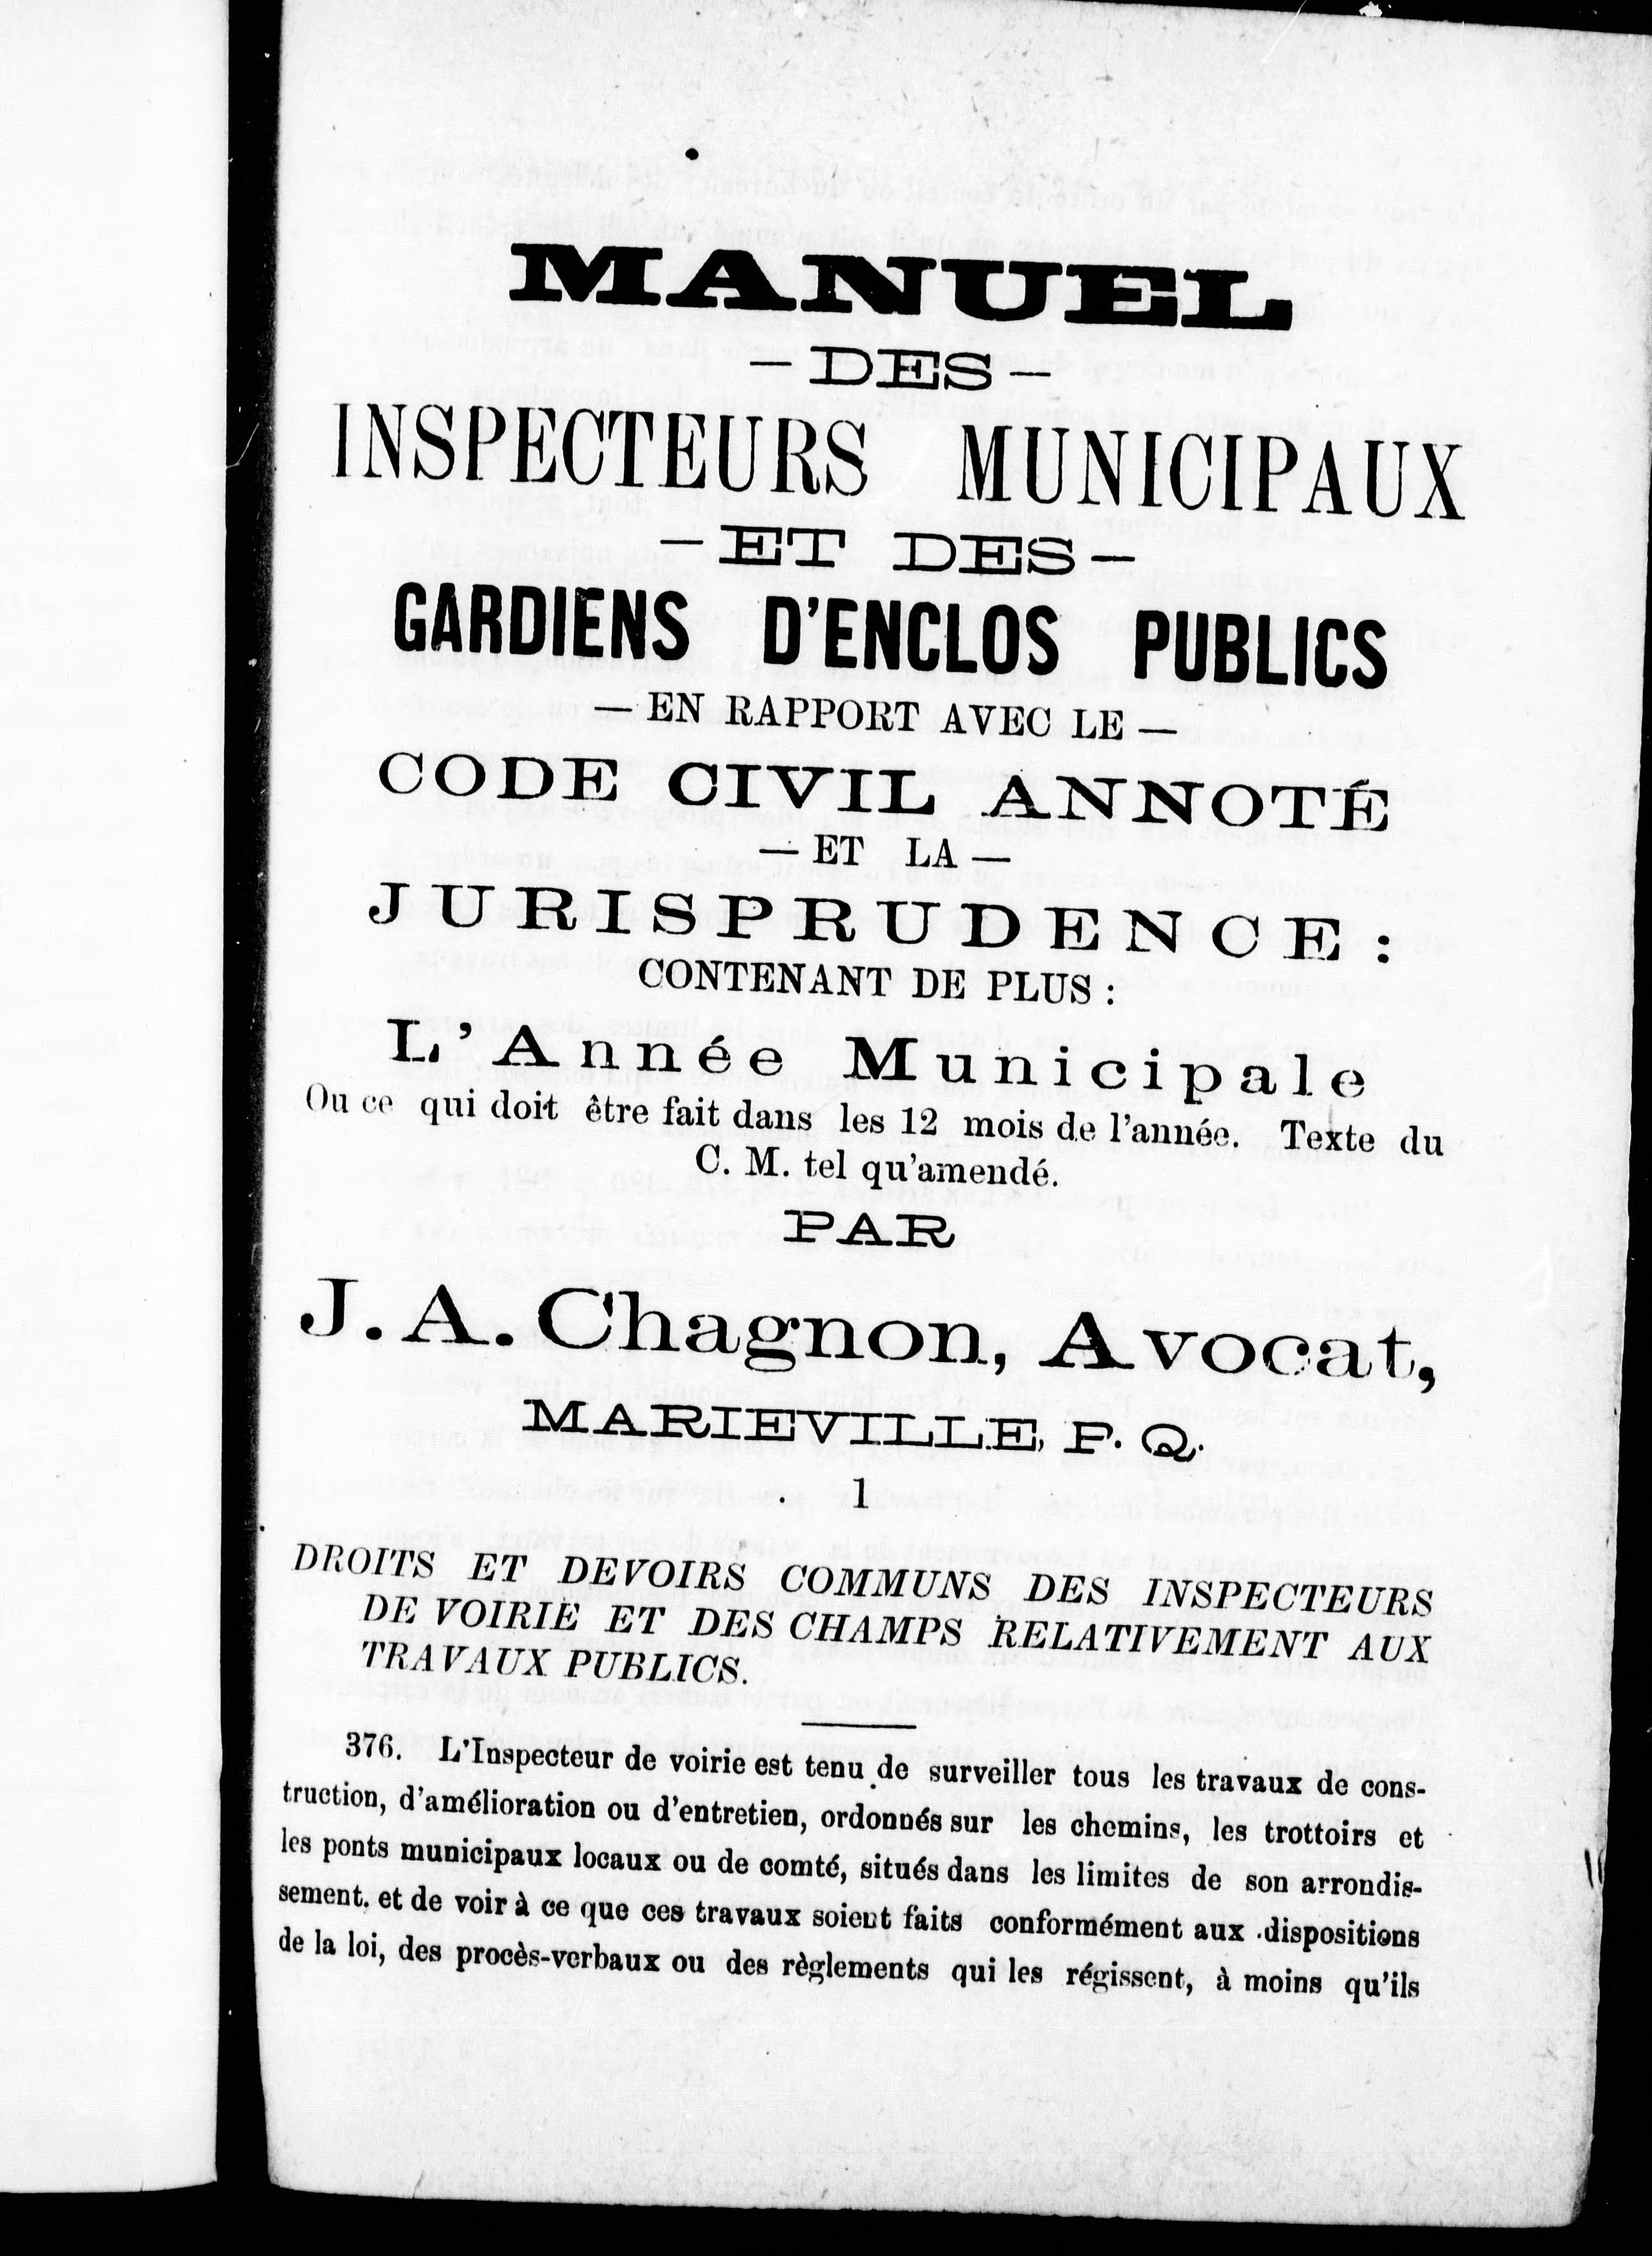 MANUEL
— DES —
INSPECTEURS MUNICIPAUX
— ET DES —
GARDIENS D'ENCLOS PUBLICS
— EN RAPPORT AVEC LE —
CODE CIVIL ANNOTÉ
— ET LA —
JURISPRUDENCE :
CONTENANT DE PLUS :
L'Année Municipale
Ou ce qui doit être fait dans les 12 mois de l'année. Texte du
C. M. tel qu'amendé.
PAR
J. A. Chagnon, Avocat,
MARIEVILLE, P. Q.
1
DROITS ET DEVOIRS COMMUNS DES INSPECTEURS
DE VOIRIE ET DES CHAMPS RELATIVEMENT AUX
TRAVAUX PUBLICS.
376. L'Inspecteur de voirie est tenu de surveiller tous les travaux de cons-
truction, d'amélioration ou d'entretien, ordonnés sur les chemins, les trottoirs et
les ponts municipaux locaux ou de comté, situés dans les limites de son arrondis-
sement. et de voir à ce que ces travaux soient faits conformément aux dispositions
de la loi, des procès-verbaux ou des règlements qui les régissent, à moins qu'ils